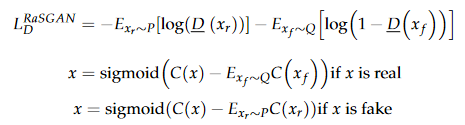 L_D^{RaSGAN} = −E_{x_r∼P}[log(D̲ (x_r))] − E_{x_f∼Q}[log(1 − D̲(x_f))]
x = sigmoid(C(x) − E_{x_f∼Q}C(x_f)) if x is real
x = sigmoid(C(x) − E_{x_r∼P}C(x_r)) if x is fake